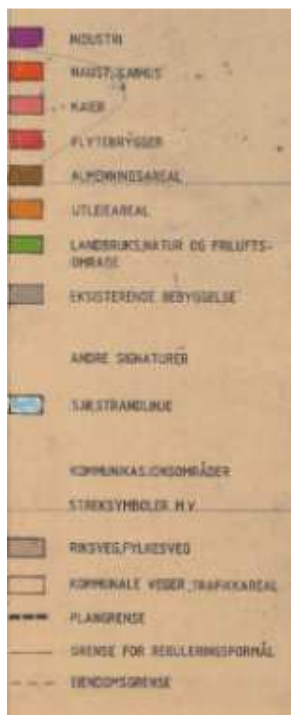 INDUSTRI
NAUST, SJØHUS
KAIER
FLYTEBRYGGER
ALMENNINGSAREAL
UTLEIEAREAL
LANDBRUKS,NATUR OG FRILUFTS-
OMRÅDE
EKSISTERENDE BEBYGGELSE
ANDRE SIGNATURER
SJØ,STRANDLINJE
KOMMUNIKASJONSOMRÅDER
STREKSYMBOLER M.V.
RIKSVEG,FYLKESVEG
KOMMUNALE VEGER,TRAFIKKAREAL
PLANGRENSE
GRENSE FOR REGULERINGSFORMÅL
EIENDOMSGRENSE